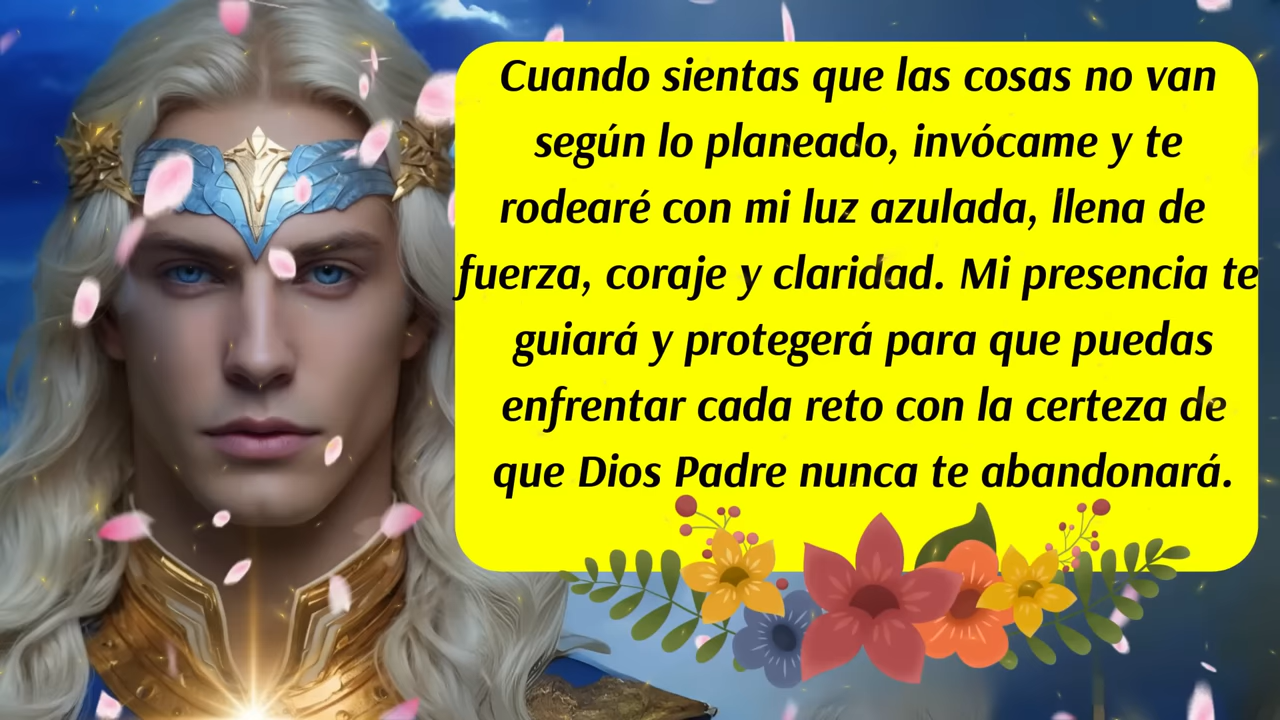 Cuando sientas que las cosas no van
según lo planeado, invócame y te
rodearé con mi luz azulada, llena de
fuerza, coraje y claridad. Mi presencia te
guiará y protegerá para que puedas
enfrentar cada reto con la certeza de
que Dios Padre nunca te abandonará.